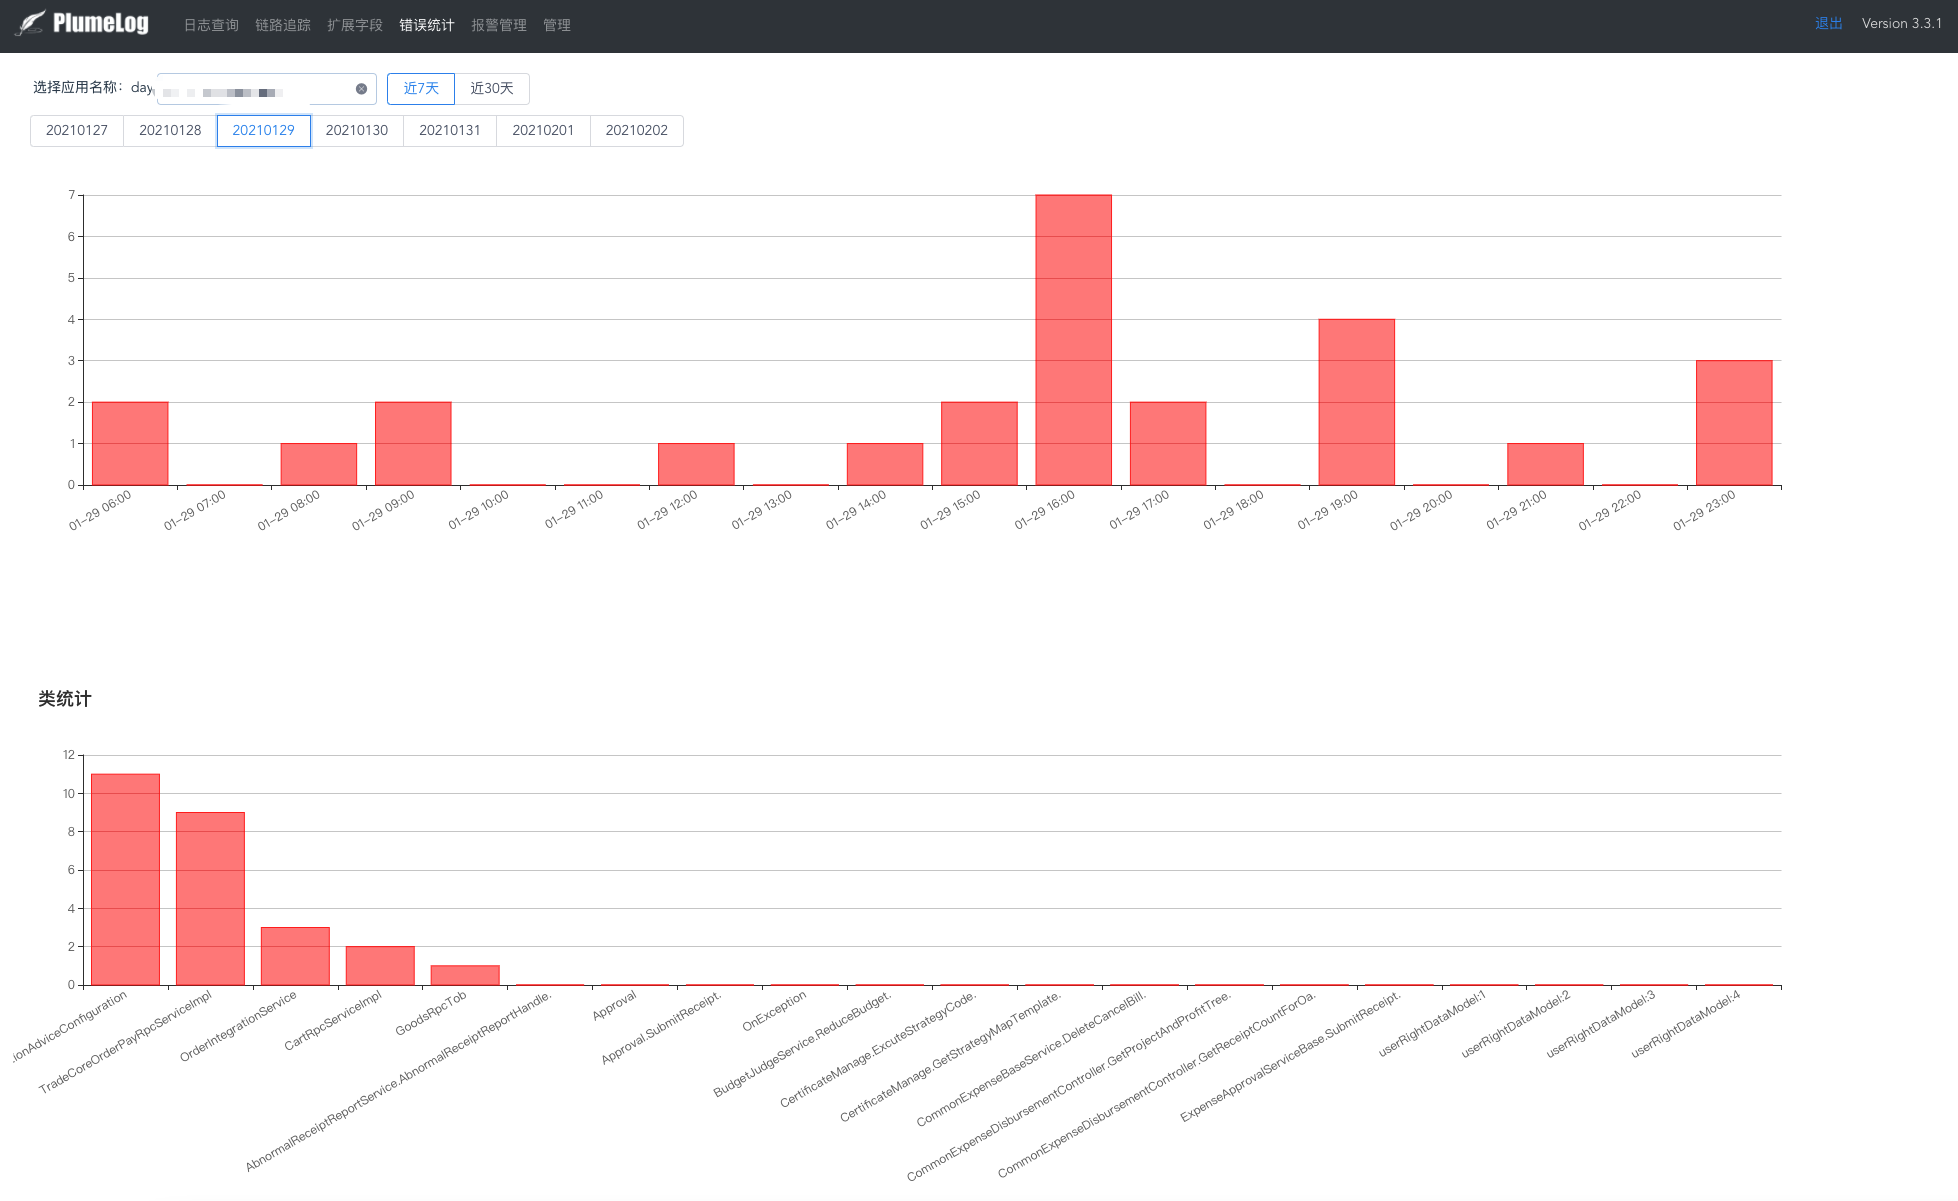 PlumeLog 日志查询 链路追踪 扩展字段 错误统计 报警管理 管理 退出 Version 3.3.1
选择应用名称：day 近7天 近30天
20210127 20210128 20210129 20210130 20210131 20210201 20210202
7
6
5
4
3
2
1
0
01-29 06:00 01-29 07:00 01-29 08:00 01-29 09:00 01-29 10:00 01-29 11:00 01-29 12:00 01-29 13:00 01-29 14:00 01-29 15:00 01-29 16:00 01-29 17:00 01-29 18:00 01-29 19:00 01-29 20:00 01-29 21:00 01-29 22:00 01-29 23:00
类统计
12
10
8
6
4
2
0
ionAdviceConfiguration
TradeCoreOrderPayRpcServiceImpl
OrderIntegrationService
CartRpcServiceImpl
GoodsRpcTob
AbnormalReceiptReportService.AbnormalReceiptReportHandle.
Approval
Approval.SubmitReceipt.
OnException
BudgetJudgeService.ReduceBudget.
CertificateManage.ExcuteStrategyCode.
CertificateManage.GetStrategyMapTemplate.
CommonExpenseBaseService.DeleteCancelBill.
CommonExpenseDisbursementController.GetProjectAndProfitTree.
CommonExpenseDisbursementController.GetReceiptCountForOa.
ExpenseApprovalServiceBase.SubmitReceipt.
userRightDataModel:1
userRightDataModel:2
userRightDataModel:3
userRightDataModel:4